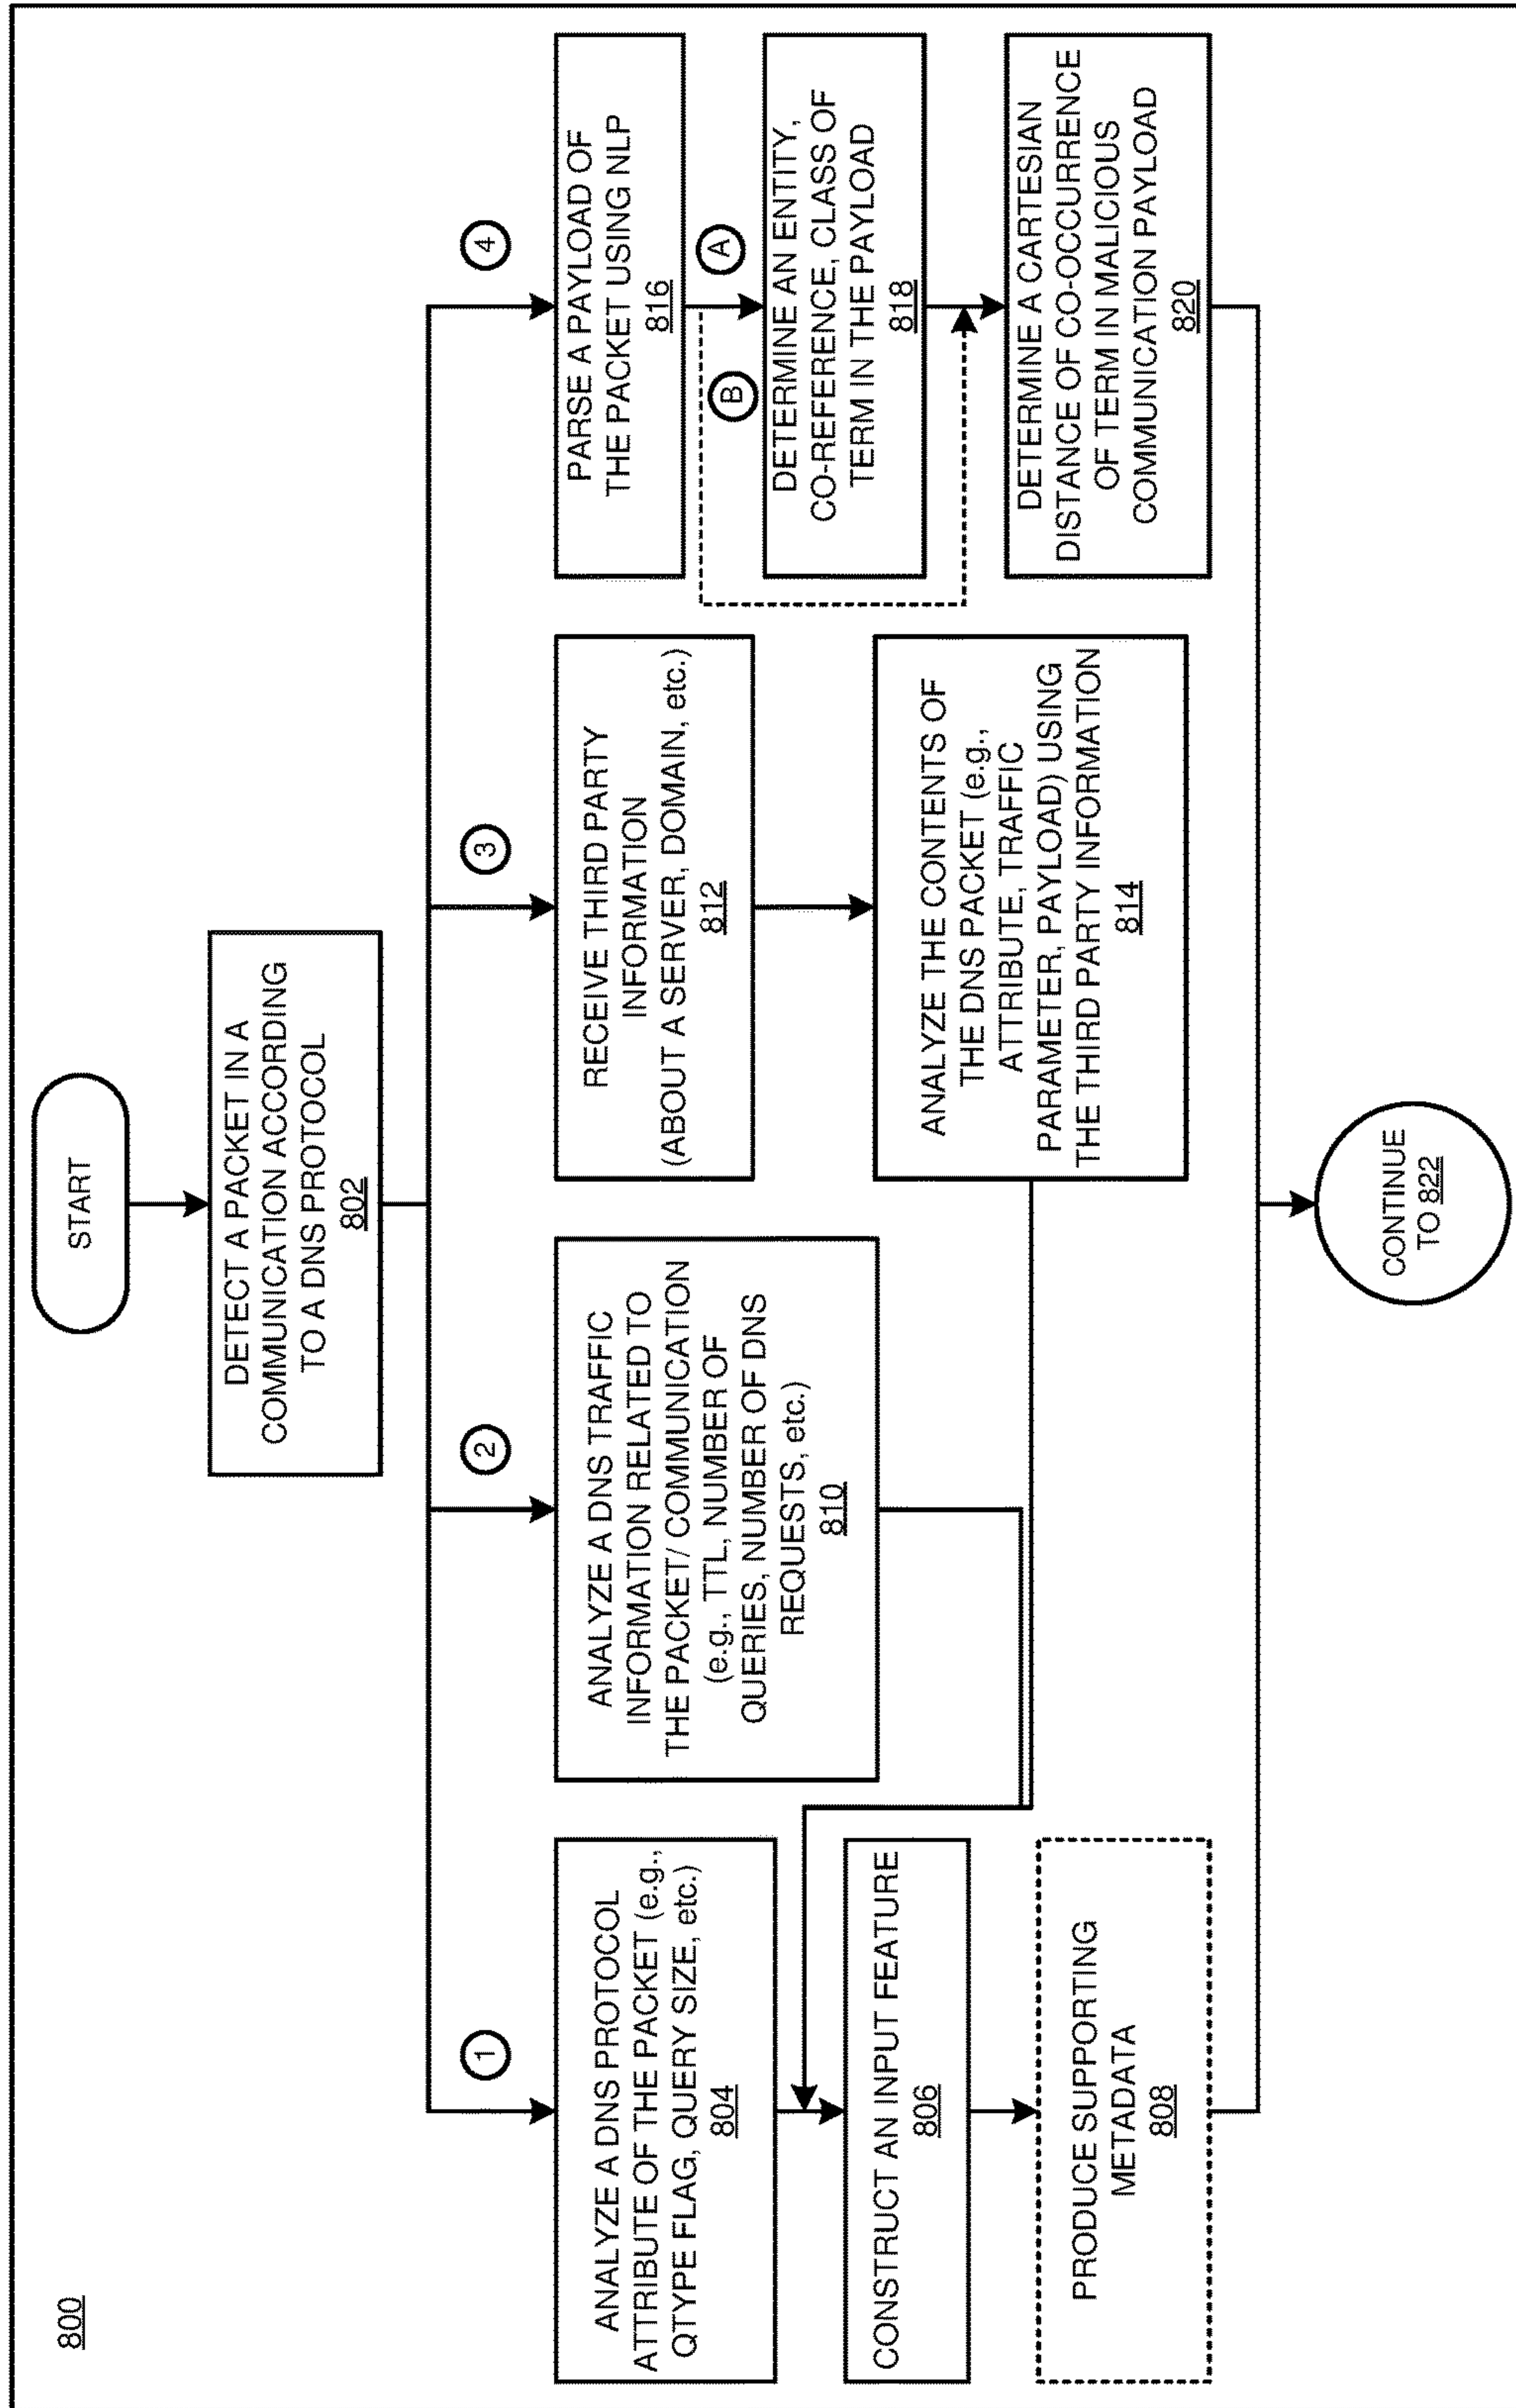 800
START
DETECT A PACKET IN A
COMMUNICATION ACCORDING
TO A DNS PROTOCOL
802
1
ANALYZE A DNS PROTOCOL
ATTRIBUTE OF THE PACKET (e.g.,
QTYPE FLAG, QUERY SIZE, etc.)
804
CONSTRUCT AN INPUT FEATURE
806
PRODUCE SUPPORTING
METADATA
808
2
ANALYZE A DNS TRAFFIC
INFORMATION RELATED TO
THE PACKET/ COMMUNICATION
(e.g., TTL, NUMBER OF
QUERIES, NUMBER OF DNS
REQUESTS, etc.)
810
3
RECEIVE THIRD PARTY
INFORMATION
(ABOUT A SERVER, DOMAIN, etc.)
812
ANALYZE THE CONTENTS OF
THE DNS PACKET (e.g.,
ATTRIBUTE, TRAFFIC
PARAMETER, PAYLOAD) USING
THE THIRD PARTY INFORMATION
814
4
PARSE A PAYLOAD OF
THE PACKET USING NLP
816
B
A
DETERMINE AN ENTITY,
CO-REFERENCE, CLASS OF
TERM IN THE PAYLOAD
818
DETERMINE A CARTESIAN
DISTANCE OF CO-OCCURRENCE
OF TERM IN MALICIOUS
COMMUNICATION PAYLOAD
820
CONTINUE
TO 822